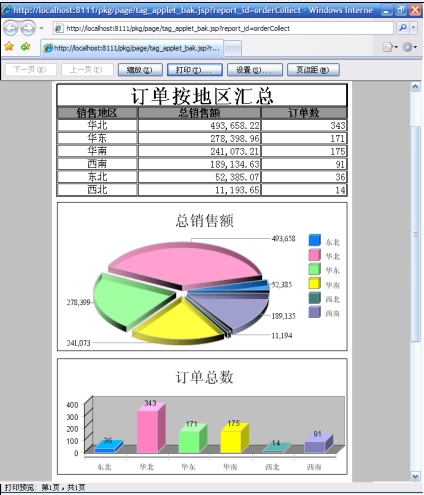 http://localhost:8111/pkg/page/tag_applet_bak.jsp?report_id=orderCollect - Windows Interne
http://localhost:8111/pkg/page/tag_applet_bak.jsp?report_id=orderCollect
http://localhost:8111/pkg/page/tag_applet_bak.jsp?r...
下一页(N) 上一页(P) 缩放(Z) 打印(P)... 设置(S)... 页边距(M)
订单按地区汇总
销售地区 总销售额 订单数
华北 493,658.22 343
华东 278,398.96 171
华南 241,073.21 175
西南 189,134.63 91
东北 52,385.07 36
西北 11,193.65 14
总销售额
493,658
52,385
278,399
189,135
11,194
241,073
东北
华北
华东
华南
西北
西南
订单总数
400
300
200
100
0
36 343 171 175 14 91
东北 华北 华东 华南 西北 西南
打印预览: 第1页，共1页